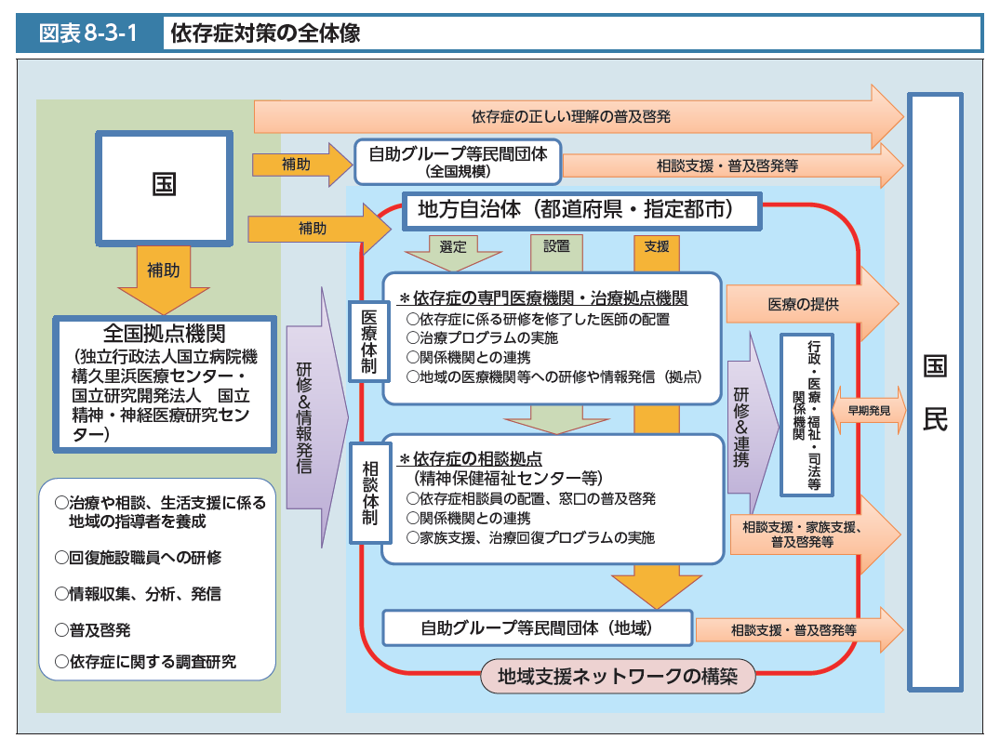 図表8-3-1 依存症対策の全体像
国
補助
全国拠点機関
（独立行政法人国立病院機
構久里浜医療センター・
国立研究開発法人　国立
精神・神経医療研究セン
ター）
○治療や相談、生活支援に係る
地域の指導者を養成
○回復施設職員への研修
○情報収集、分析、発信
○普及啓発
○依存症に関する調査研究
依存症の正しい理解の普及啓発
補助
自助グループ等民間団体
（全国規模）
相談支援・普及啓発等
補助
地方自治体（都道府県・指定都市）
選定
設置
支援
研修&情報発信
医療体制
＊依存症の専門医療機関・治療拠点機関
○依存症に係る研修を修了した医師の配置
○治療プログラムの実施
○関係機関との連携
○地域の医療機関等への研修や情報発信（拠点）
医療の提供
相談体制
＊依存症の相談拠点
（精神保健福祉センター等）
○依存症相談員の配置、窓口の普及啓発
○関係機関との連携
○家族支援、治療回復プログラムの実施
研修&連携
行政・医療・福祉・司法等
関係機関
早期発見
相談支援・家族支援、
普及啓発等
自助グループ等民間団体（地域）
相談支援・普及啓発等
地域支援ネットワークの構築
国民